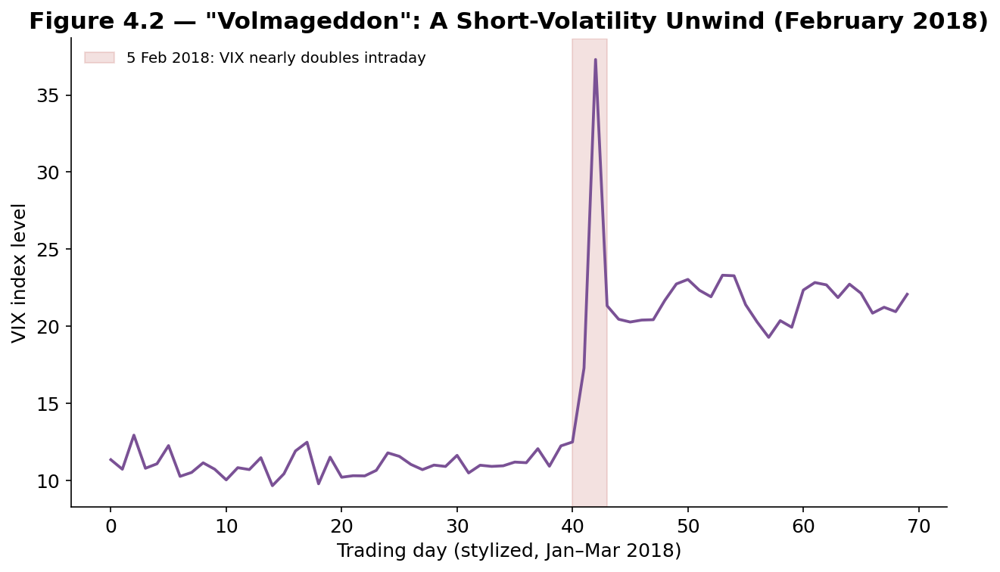 Figure 4.2 — "Volmageddon": A Short-Volatility Unwind (February 2018)
5 Feb 2018: VIX nearly doubles intraday
VIX index level
35
30
25
20
15
10
0 10 20 30 40 50 60 70
Trading day (stylized, Jan–Mar 2018)